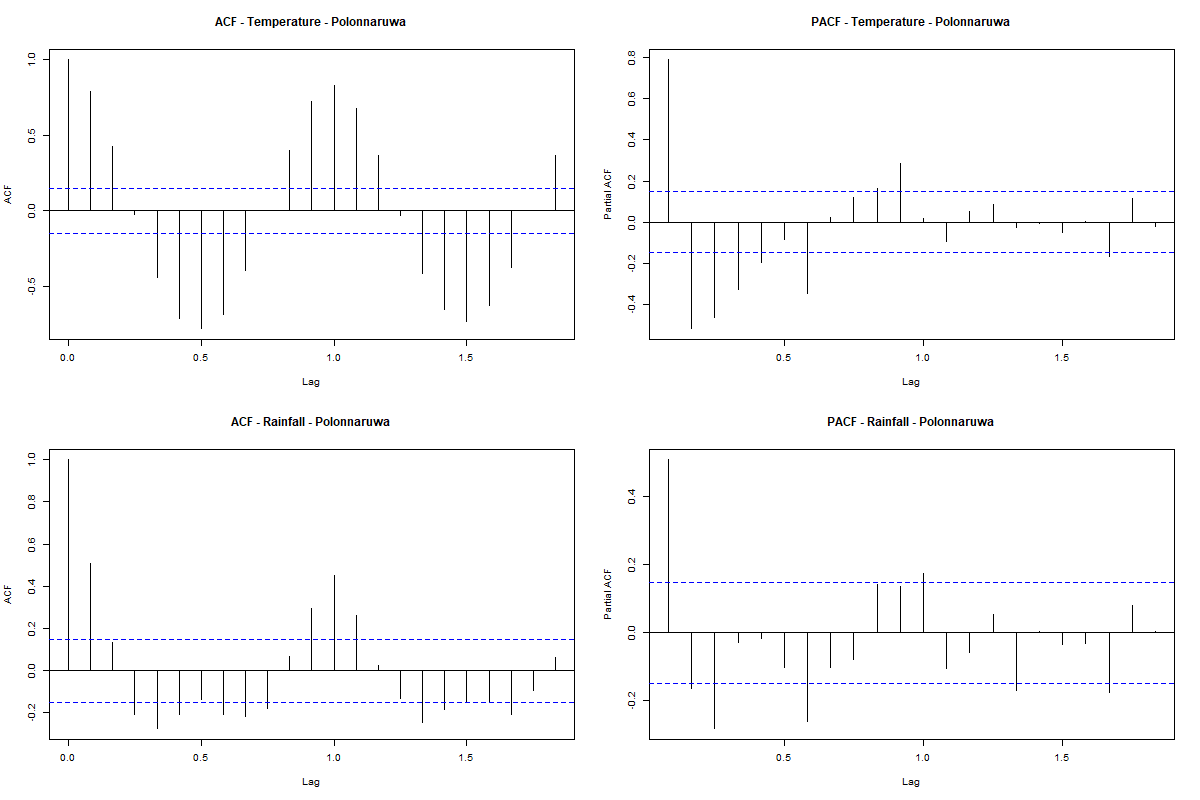 ACF - Temperature - Polonnaruwa
ACF
1.0
0.5
0.0
-0.5
0.0 0.5 1.0 1.5
Lag
PACF - Temperature - Polonnaruwa
Partial ACF
0.8
0.6
0.4
0.2
0.0
-0.2
-0.4
0.5 1.0 1.5
Lag
ACF - Rainfall - Polonnaruwa
ACF
1.0
0.8
0.6
0.4
0.2
0.0
-0.2
0.0 0.5 1.0 1.5
Lag
PACF - Rainfall - Polonnaruwa
Partial ACF
0.4
0.2
0.0
-0.2
0.5 1.0 1.5
Lag